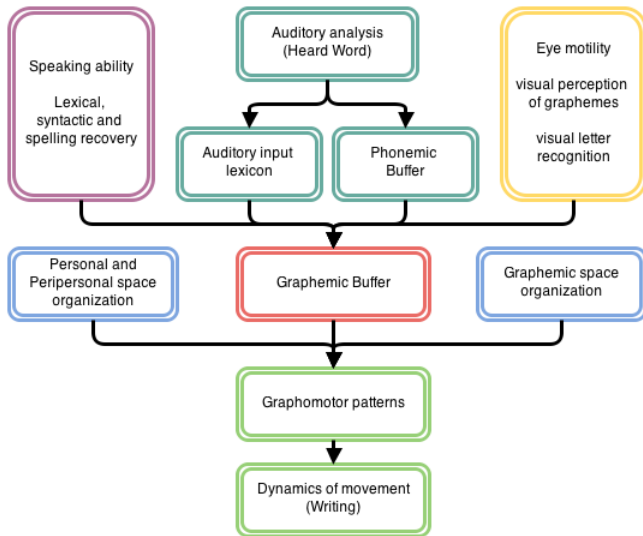 Speaking ability
Lexical,
syntactic and
spelling recovery
Auditory analysis
(Heard Word)
Eye motility
visual perception
of graphemes
visual letter
recognition
Auditory input
lexicon
Phonemic
Buffer
Personal and
Peripersonal space
organization
Graphemic Buffer
Graphemic space
organization
Graphomotor patterns
Dynamics of movement
(Writing)